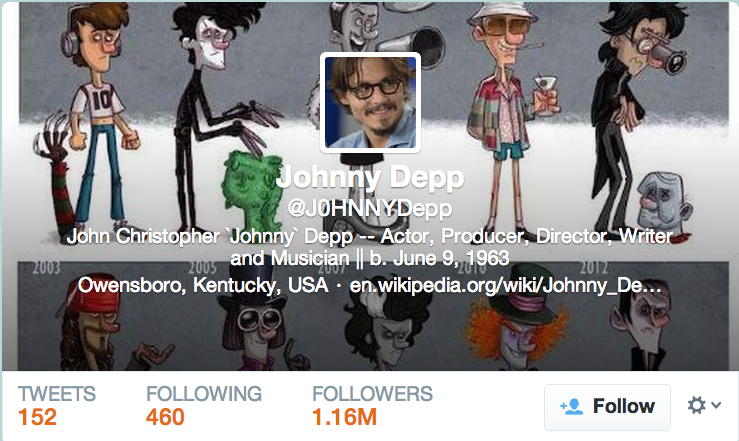 10
Johnny Depp
@J0HNNYDepp
John Christopher `Johnny` Depp -- Actor, Producer, Director, Writer
and Musician || b. June 9, 1963
Owensboro, Kentucky, USA · en.wikipedia.org/wiki/Johnny_De...
2003 2005 2007 2010 2012
TWEETS FOLLOWING FOLLOWERS
152 460 1.16M
Follow